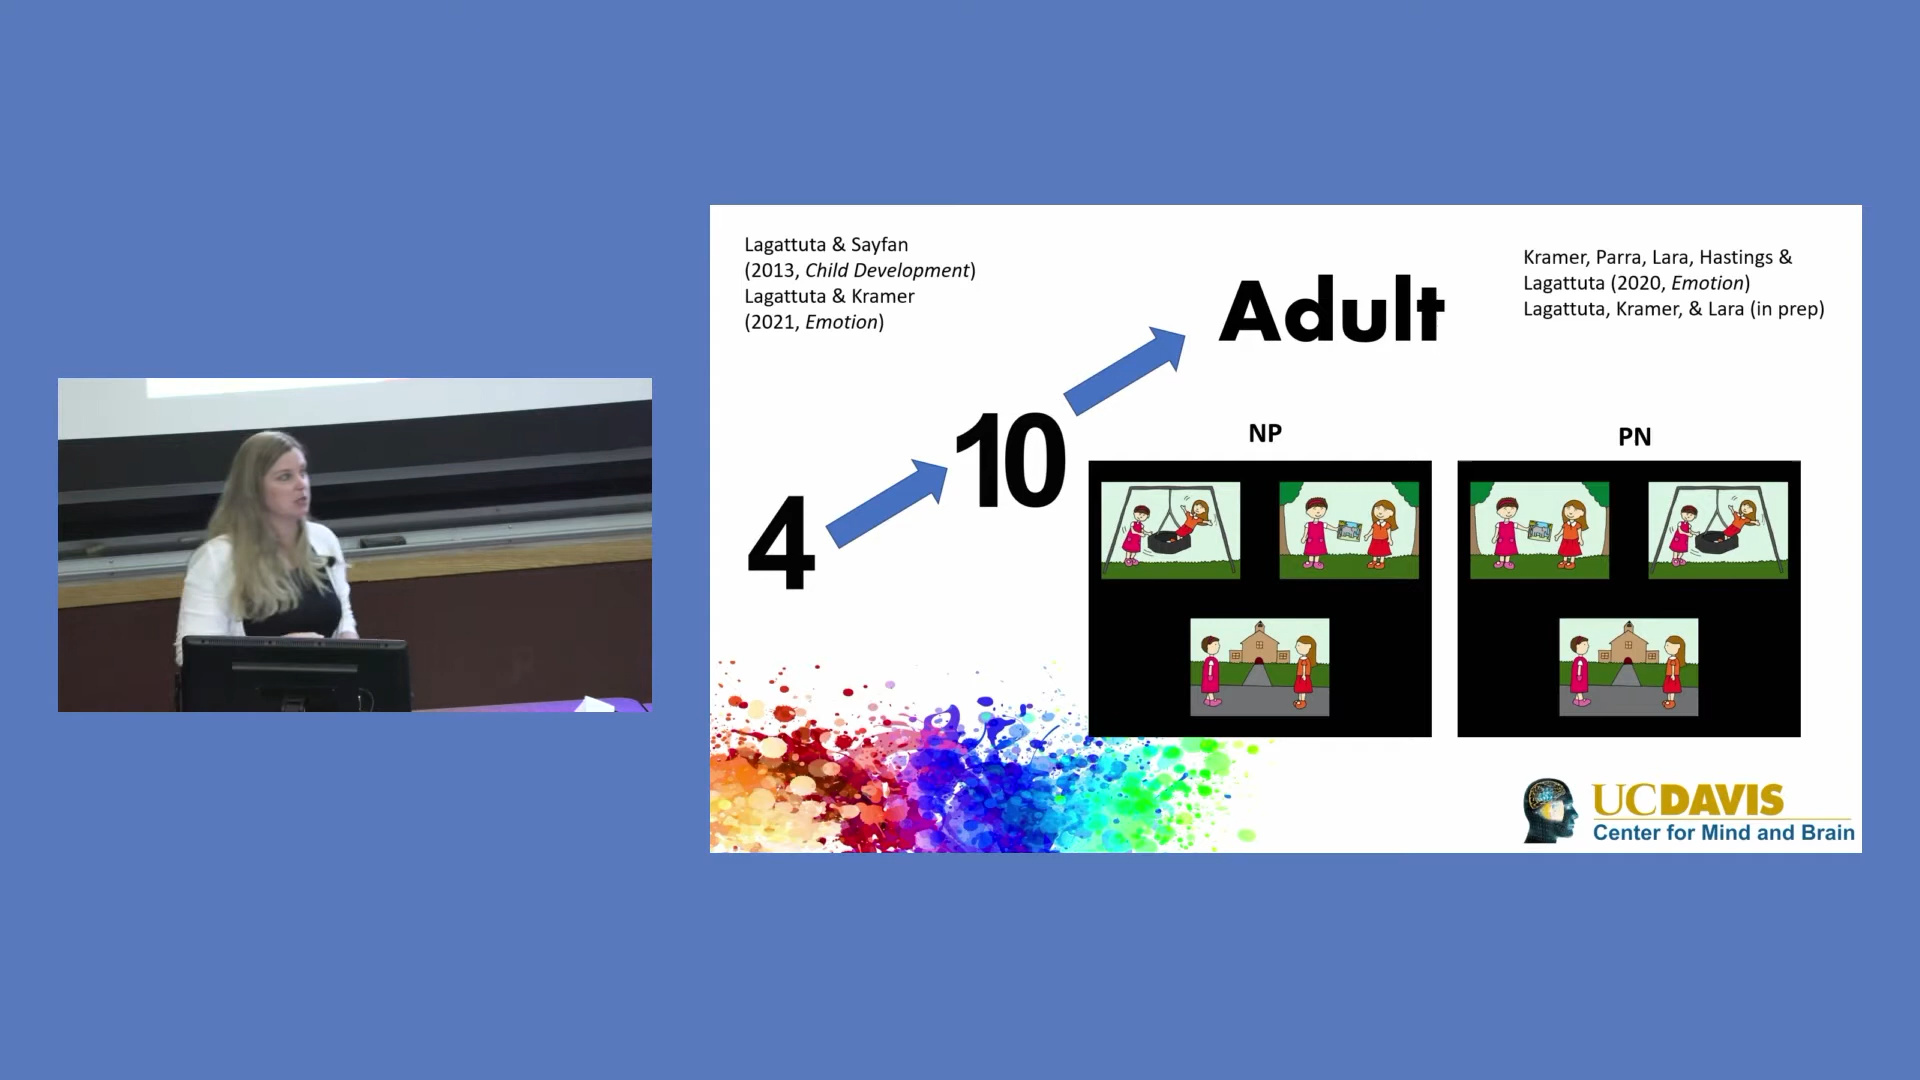 Lagattuta & Sayfan
(2013, Child Development)
Lagattuta & Kramer
(2021, Emotion)
Adult
Kramer, Parra, Lara, Hastings &
Lagattuta (2020, Emotion)
Lagattuta, Kramer, & Lara (in prep)
10
4
NP
PN
UCDAVIS
Center for Mind and Brain